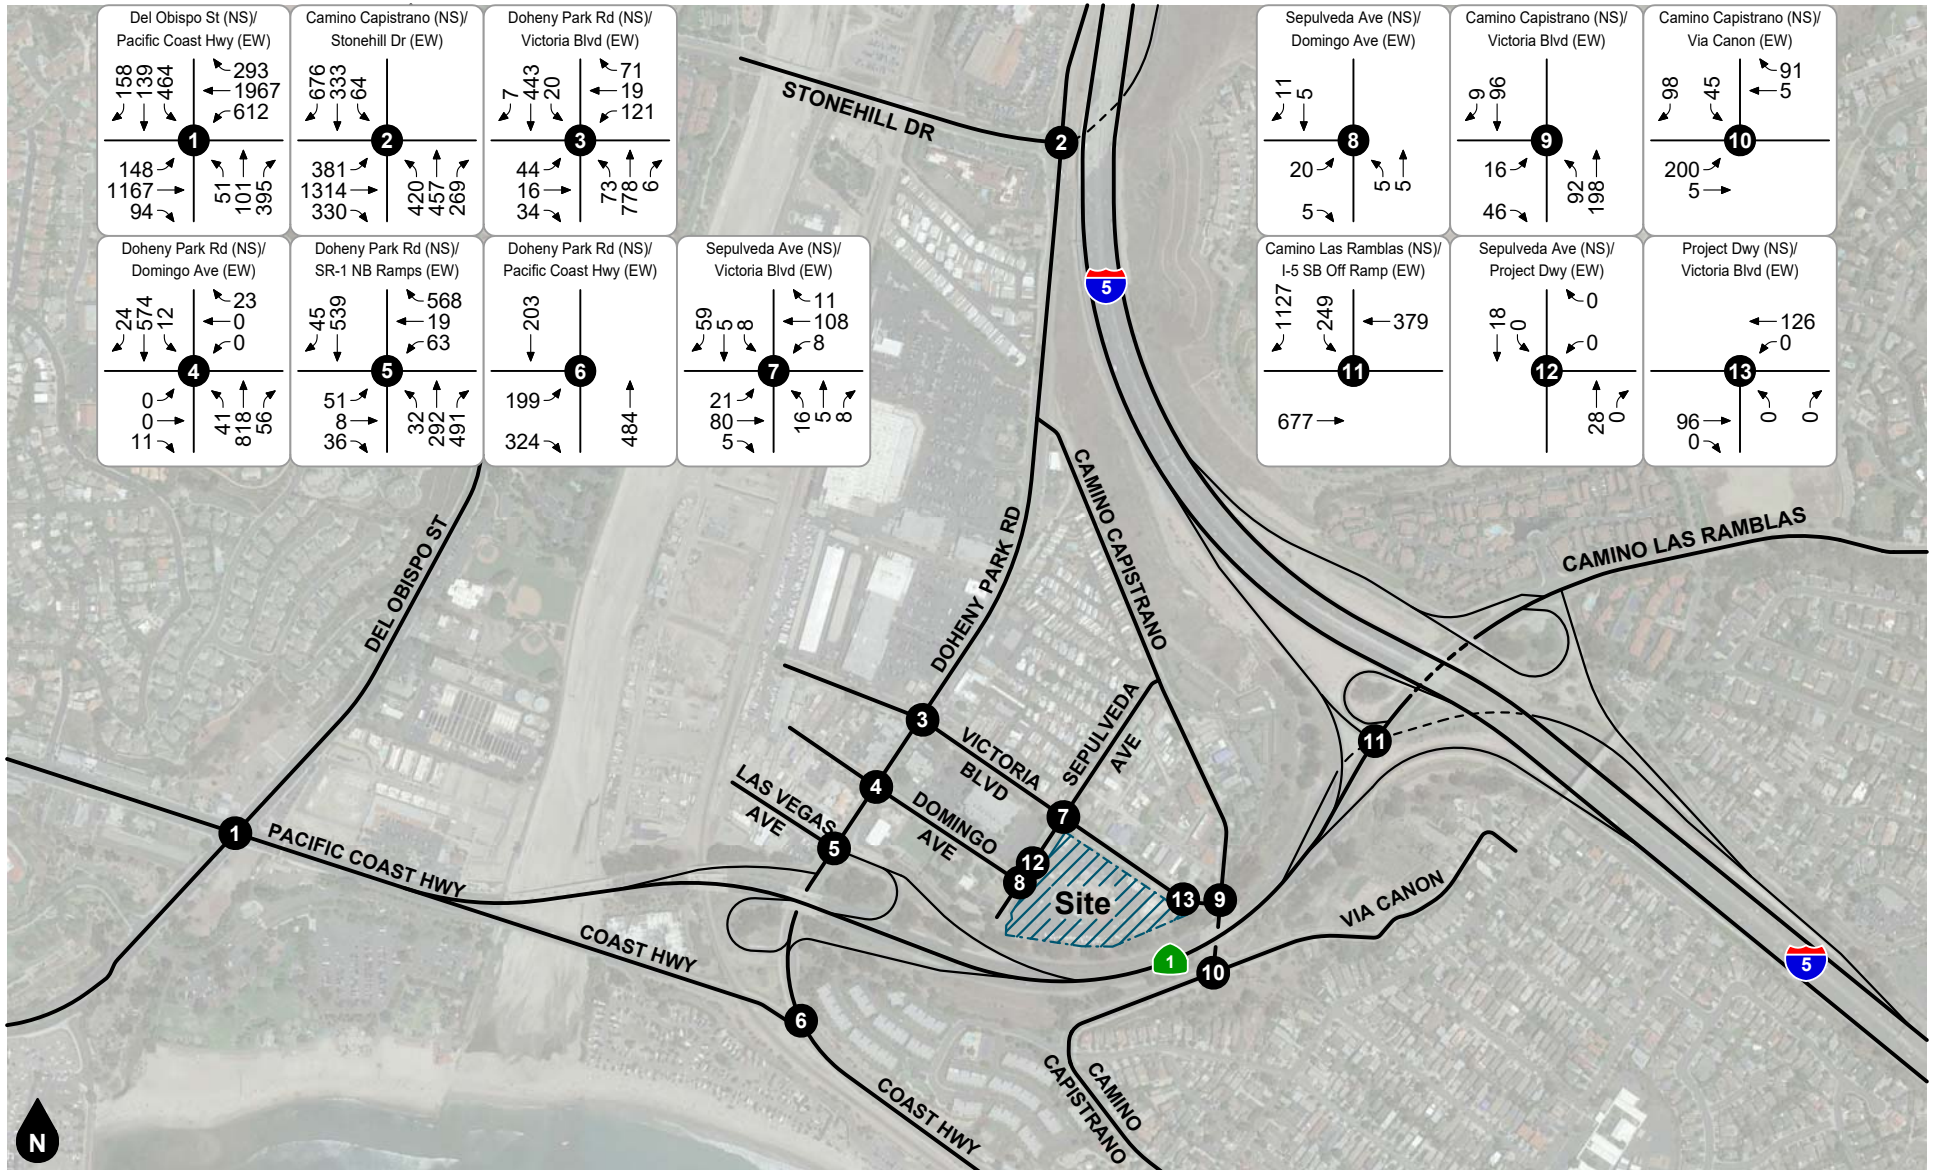 Del Obispo St (NS)/
Pacific Coast Hwy (EW)
158 139 464
293
1967
612
1
148
1167
94
51 101 395
Camino Capistrano (NS)/
Stonehill Dr (EW)
676 333 64
2
381
1314
330
420 457 269
Doheny Park Rd (NS)/
Victoria Blvd (EW)
7 443 20
71
19
121
3
44
16
34
73 778 6
Doheny Park Rd (NS)/
Domingo Ave (EW)
24 574 12
23
0
0
4
0
0
11
41 818 56
Doheny Park Rd (NS)/
SR-1 NB Ramps (EW)
45 539
568
19
63
5
51
8
36
32 292 491
Doheny Park Rd (NS)/
Pacific Coast Hwy (EW)
203
6
199
324
484
Sepulveda Ave (NS)/
Victoria Blvd (EW)
59 5 8
11
108
8
7
21
80
5
16 5 8
Sepulveda Ave (NS)/
Domingo Ave (EW)
11 5
8
20
5
5 5
Camino Capistrano (NS)/
Victoria Blvd (EW)
9 96
9
16
46
92 198
Camino Capistrano (NS)/
Via Canon (EW)
98 45
91
5
10
200
5
Camino Las Ramblas (NS)/
I-5 SB Off Ramp (EW)
1127 249
379
11
677
Sepulveda Ave (NS)/
Project Dwy (EW)
18 0
0
0
12
28 0
Project Dwy (NS)/
Victoria Blvd (EW)
126
0
13
96
0
0 0
STONEHILL DR
2
5
DEL OBISPO ST
DOHENY PARK RD
CAMINO CAPISTRANO
CAMINO LAS RAMBLAS
3
VICTORIA
BLVD
SEPULVEDA
AVE
11
4
LAS VEGAS
AVE
DOMINGO
AVE
7
1
PACIFIC COAST HWY
5
12
8
Site
13
9
VIA CANON
COAST HWY
1
10
5
6
COAST HWY
CAMINO
CAPISTRANO
N